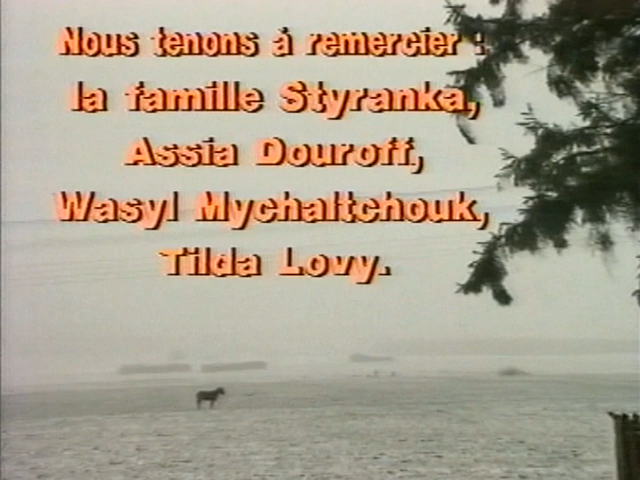 Nous tenons à remercier :
la famille Styranka,
Assia Douroff,
Wasyl Mychaltchouk,
Tilda Lovy.